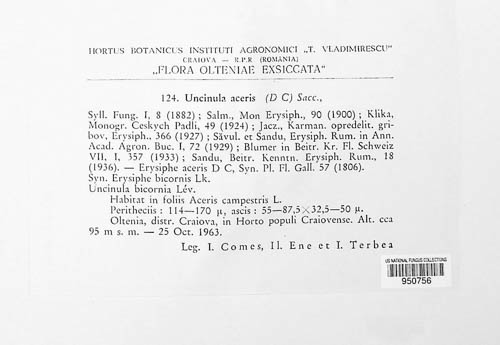 HORTUS BOTANICUS INSTITUTI AGRONOMICI „T. VLADIMIRESCU"
CRAIOVA — R.P.R (ROMÂNIA)
„FLORA OLTENIAE EXSICCATA"
124. Uncinula aceris (D C) Sacc.,
Syll. Fung. I, 8 (1882) ; Salm., Mon Erysiph., 90 (1900) ; Klika,
Monogr. Ceskych Padli, 49 (1924) ; Jacz., Karman. opredelit. gri-
bov, Erysiph., 366 (1927) ; Săvul. et Sandu, Erysiph. Rum. in Ann.
Acad. Agron. Buc. I, 72 (1929) ; Blumer in Beitr. Kr. Fl. Schweiz
VII, I, 357 (1933) ; Sandu, Beitr. Kenntn. Erysiph. Rum., 18
(1936). — Erysiphe aceris D C, Syn. Pl. Fl. Gall. 57 (1806).
Syn. Erysiphe bicornis Lk.
Uncinula bicornia Lév.
Habitat in foliis Aceris campestris L.
Peritheciis : 114—170 µ, ascis : 55—87,5×32,5—50 µ.
Oltenia, distr. Craiova, in Horto populi Craiovense. Alt. cca
95 m s. m. — 25 Oct. 1963.
Leg. I. Comes, Il. Ene et I. Terbea
US NATIONAL FUNGUS COLLECTIONS
950756